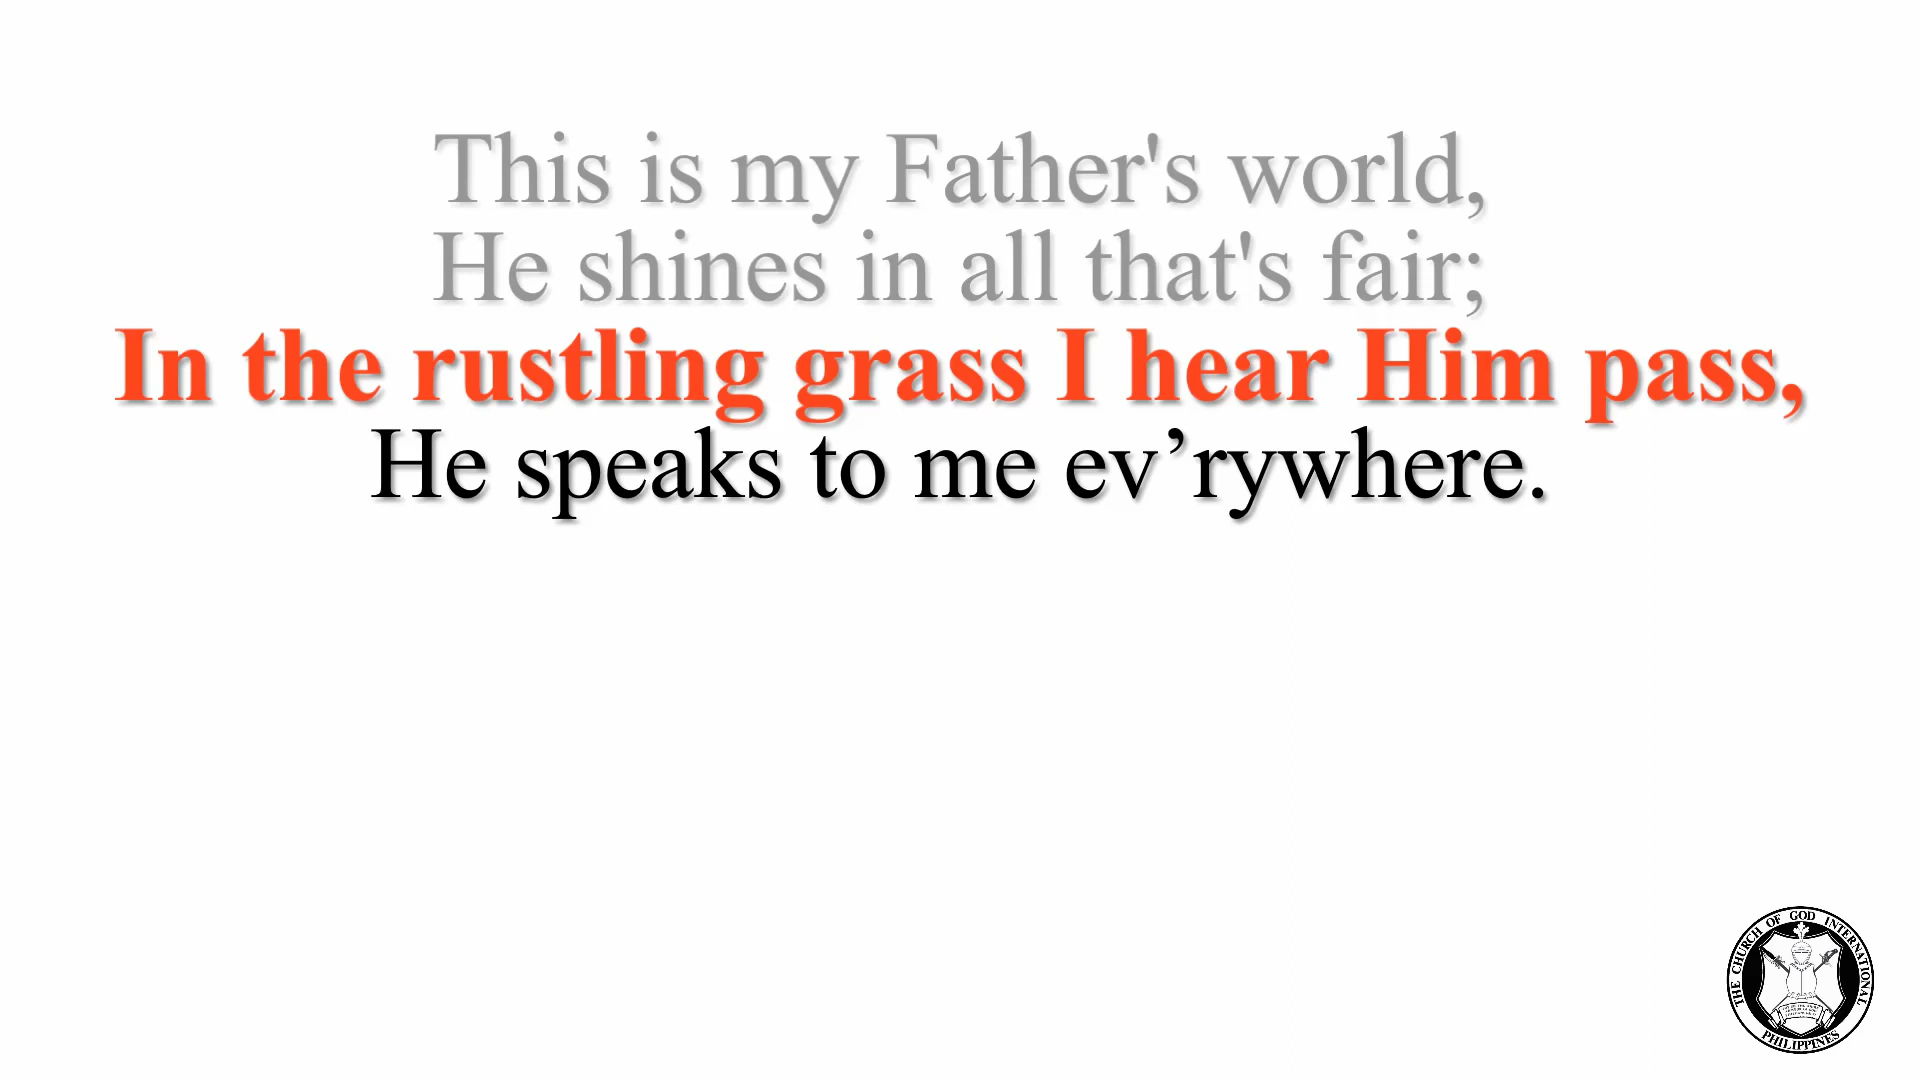 This is my Father's world,
He shines in all that's fair;
In the rustling grass I hear Him pass,
He speaks to me ev’rywhere.
THE CHURCH OF GOD INTERNATIONAL
PHILIPPINES